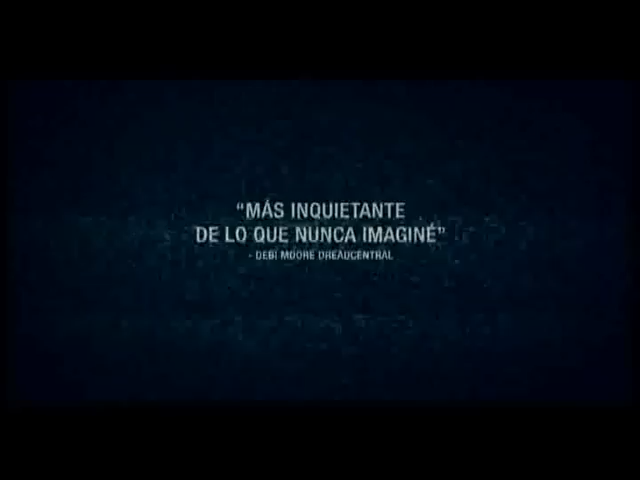 “MÁS INQUIETANTE
DE LO QUE NUNCA IMAGINÉ”
- DEBI MOORE DREADCENTRAL